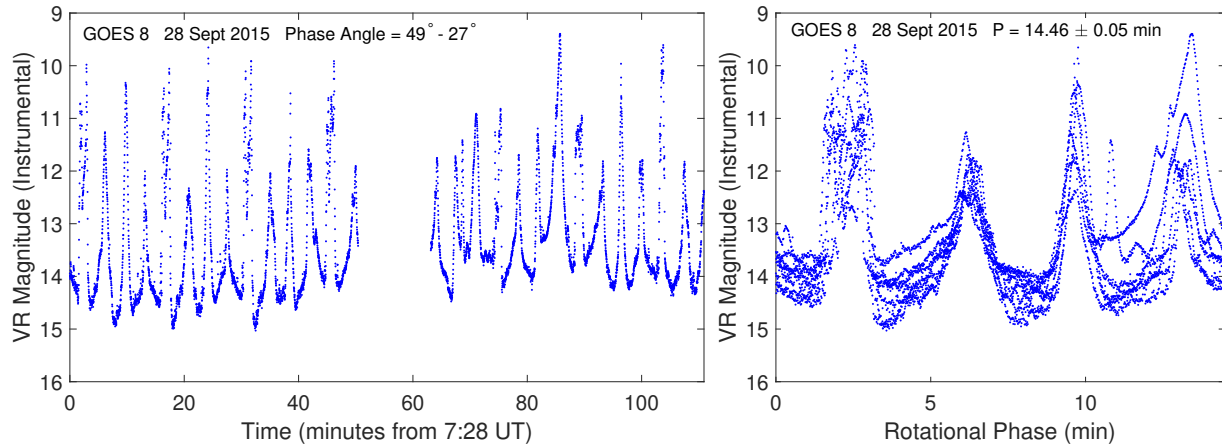 GOES 8 28 Sept 2015 Phase Angle = 49° - 27°
VR Magnitude (Instrumental)
9
10
11
12
13
14
15
16
0 20 40 60 80 100
Time (minutes from 7:28 UT)
GOES 8 28 Sept 2015 P = 14.46 ± 0.05 min
VR Magnitude (Instrumental)
9
10
11
12
13
14
15
16
0 5 10
Rotational Phase (min)